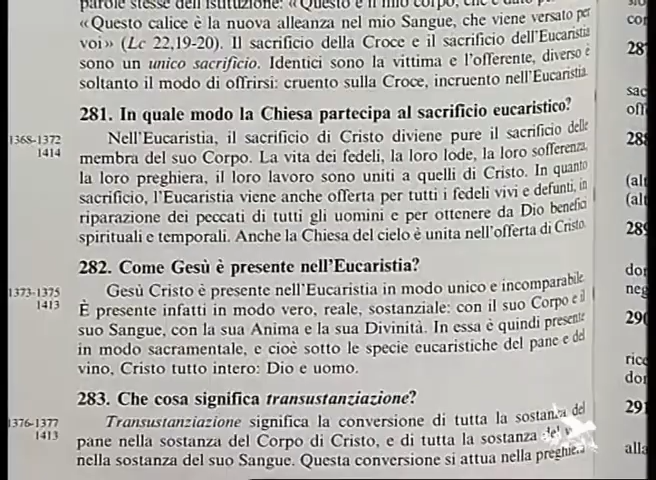 parole stesse dell'istituzione: «Questo è il mio corpo, che è dato per
«Questo calice è la nuova alleanza nel mio Sangue, che viene versato per
voi» (Lc 22,19-20). Il sacrificio della Croce e il sacrificio dell'Eucaristia
sono un unico sacrificio. Identici sono la vittima e l'offerente, diverso è
soltanto il modo di offrirsi: cruento sulla Croce, incruento nell'Eucaristia.
281. In quale modo la Chiesa partecipa al sacrificio eucaristico?
1368-1372 Nell'Eucaristia, il sacrificio di Cristo diviene pure il sacrificio delle
1414 membra del suo Corpo. La vita dei fedeli, la loro lode, la loro sofferenza,
la loro preghiera, il loro lavoro sono uniti a quelli di Cristo. In quanto
sacrificio, l'Eucaristia viene anche offerta per tutti i fedeli vivi e defunti, in
riparazione dei peccati di tutti gli uomini e per ottenere da Dio benefici
spirituali e temporali. Anche la Chiesa del cielo è unita nell'offerta di Cristo.
282. Come Gesù è presente nell'Eucaristia?
1373-1375 Gesù Cristo è presente nell'Eucaristia in modo unico e incomparabile.
1413 È presente infatti in modo vero, reale, sostanziale: con il suo Corpo e il
suo Sangue, con la sua Anima e la sua Divinità. In essa è quindi presente
in modo sacramentale, e cioè sotto le specie eucaristiche del pane e del
vino, Cristo tutto intero: Dio e uomo.
283. Che cosa significa transustanziazione?
1376-1377 Transustanziazione significa la conversione di tutta la sostanza del
1413 pane nella sostanza del Corpo di Cristo, e di tutta la sostanza del
nella sostanza del suo Sangue. Questa conversione si attua nella preghiera